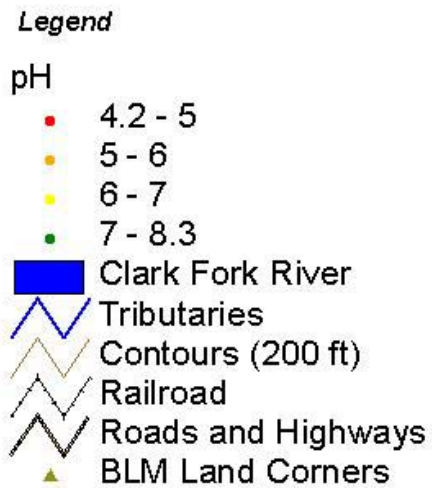 Legend
pH
4.2 - 5
5 - 6
6 - 7
7 - 8.3
Clark Fork River
Tributaries
Contours (200 ft)
Railroad
Roads and Highways
BLM Land Corners